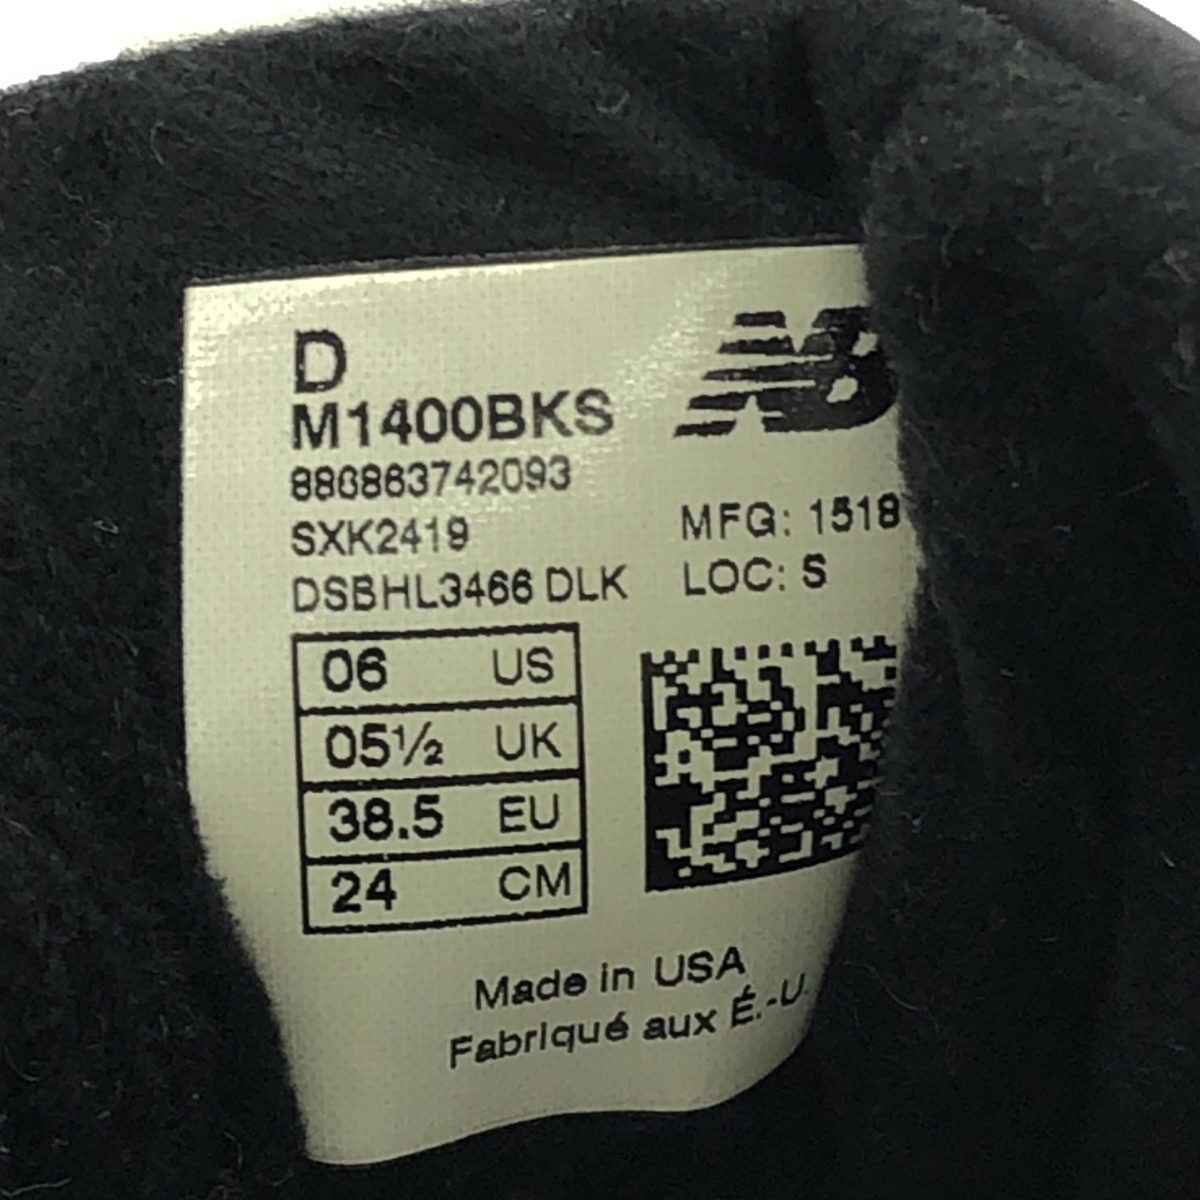 D
NB
M1400BKS
SXK2419
MFG: 1518
DSBHL3466 DLK
LOC: S
06 US
05½ UK
38.5 EU
24 CM
Made in USA
Fabriqué aux É.-U.